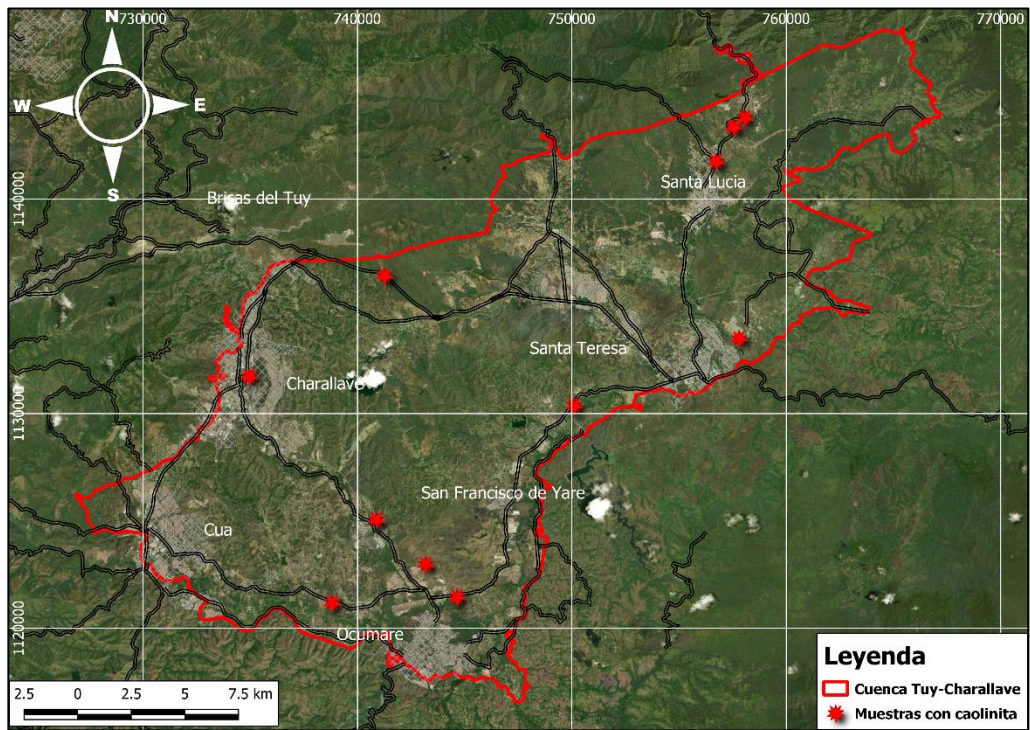 730000
740000
750000
760000
770000
N
W
E
S
1140000
Brisas del Tuy
Santa Lucia
Santa Teresa
Charallave
1130000
San Francisco de Yare
Cua
1120000
Ocumare
2.5 0 2.5 5 7.5 km
Leyenda
Cuenca Tuy-Charallave
Muestras con caolinita